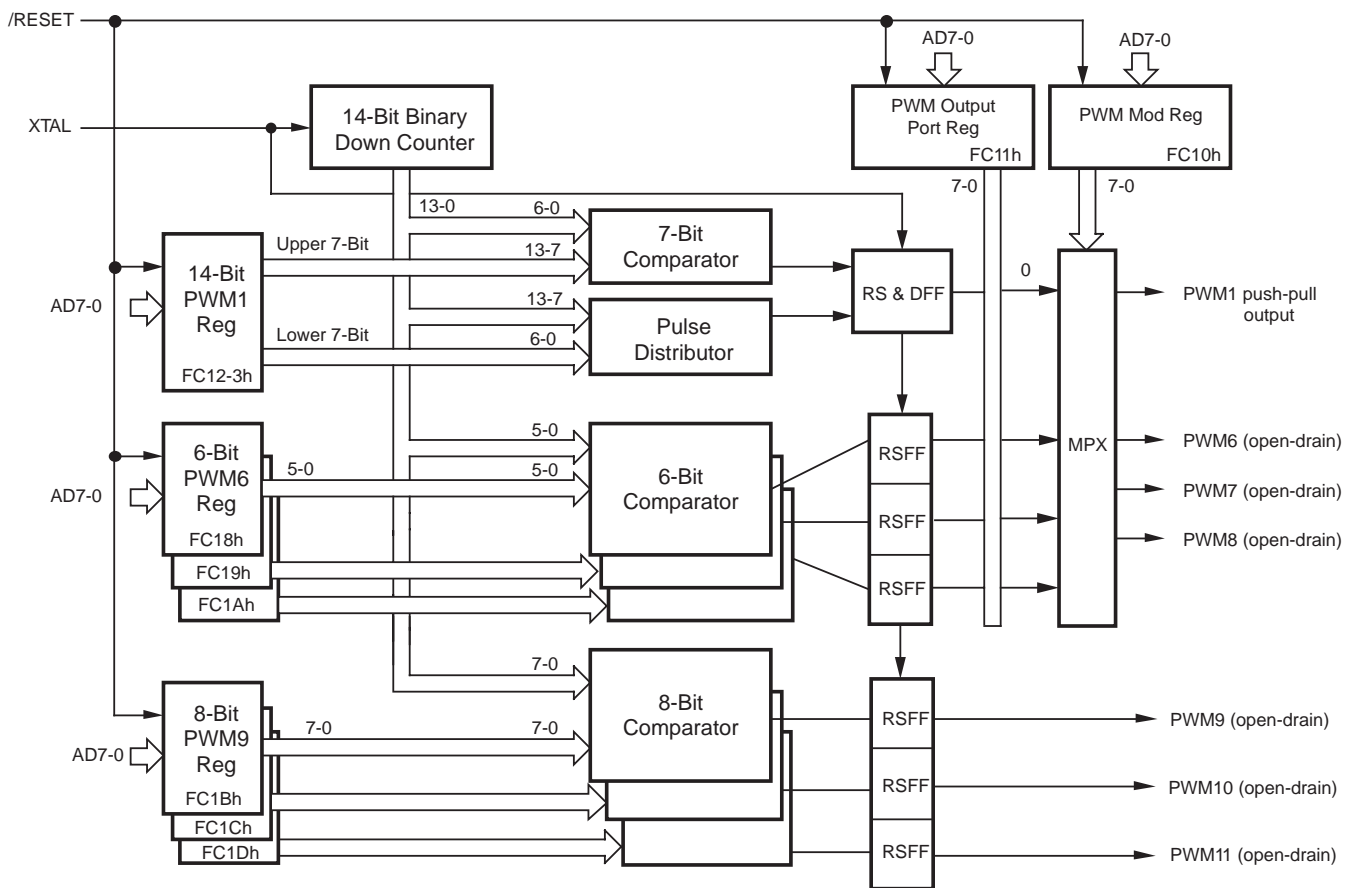 /RESET
AD7-0
AD7-0
XTAL
14-Bit Binary
Down Counter
PWM Output
Port Reg
FC11h
PWM Mod Reg
FC10h
7-0
7-0
13-0
6-0
Upper 7-Bit
13-7
7-Bit
Comparator
14-Bit
PWM1
Reg
FC12-3h
AD7-0
RS & DFF
0
PWM1 push-pull
output
13-7
Lower 7-Bit
6-0
Pulse
Distributor
5-0
6-Bit
PWM6
Reg
FC18h
5-0
5-0
AD7-0
6-Bit
Comparator
RSFF
MPX
PWM6 (open-drain)
PWM7 (open-drain)
RSFF
PWM8 (open-drain)
FC19h
RSFF
FC1Ah
7-0
8-Bit
PWM9
Reg
FC1Bh
7-0
7-0
AD7-0
8-Bit
Comparator
RSFF
PWM9 (open-drain)
RSFF
PWM10 (open-drain)
FC1Ch
FC1Dh
RSFF
PWM11 (open-drain)